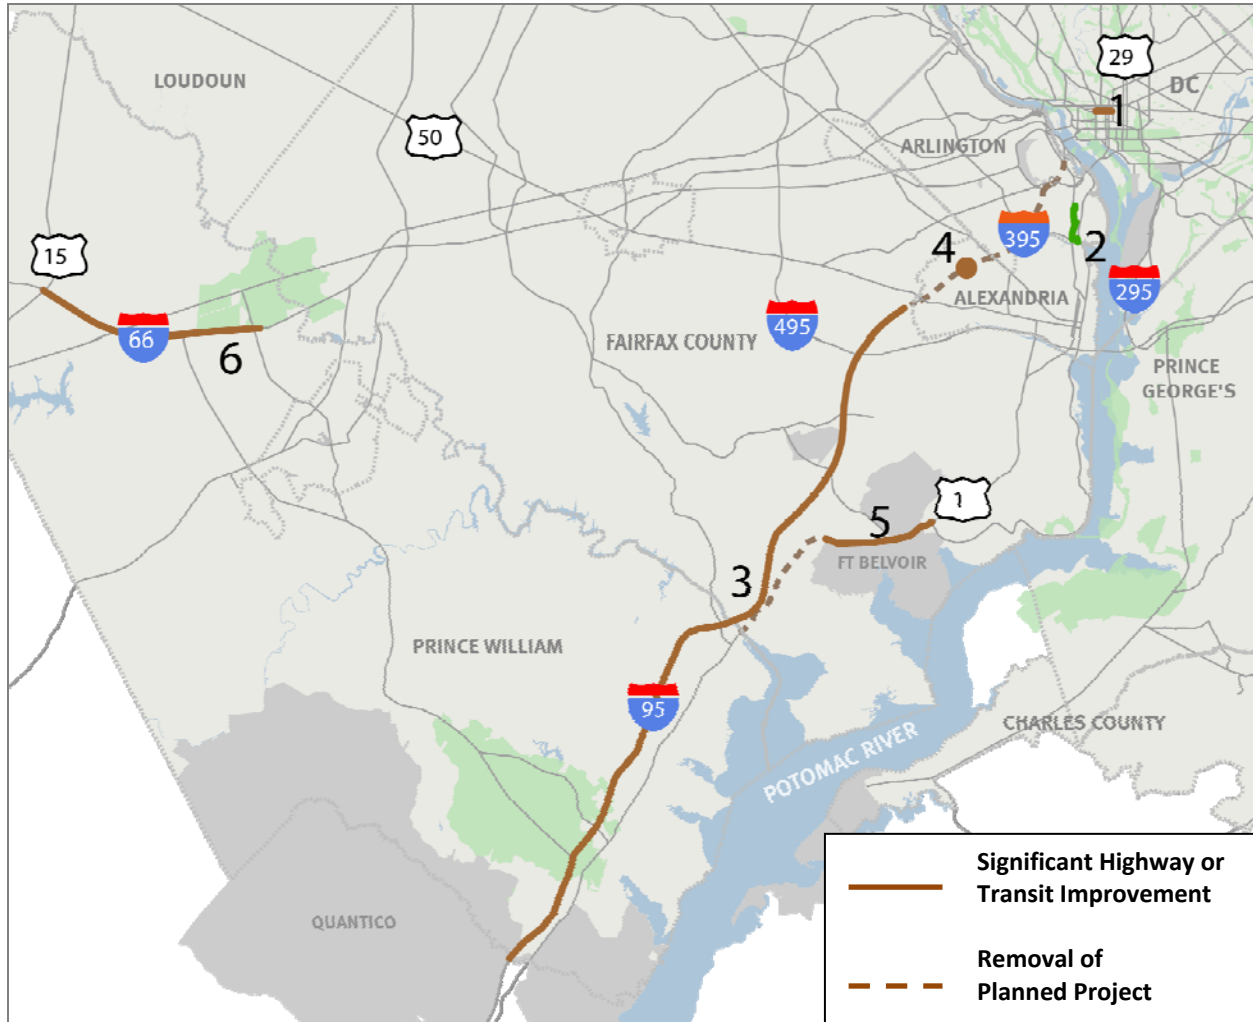 29
LOUDOUN
DC
1
50
ARLINGTON
15
395
4
2
295
ALEXANDRIA
495
66
FAIRFAX COUNTY
6
PRINCE
GEORGE'S
1
5
FT BELVOIR
3
PRINCE WILLIAM
95
CHARLES COUNTY
POTOMAC RIVER
QUANTICO
Significant Highway or
Transit Improvement
Removal of
Planned Project